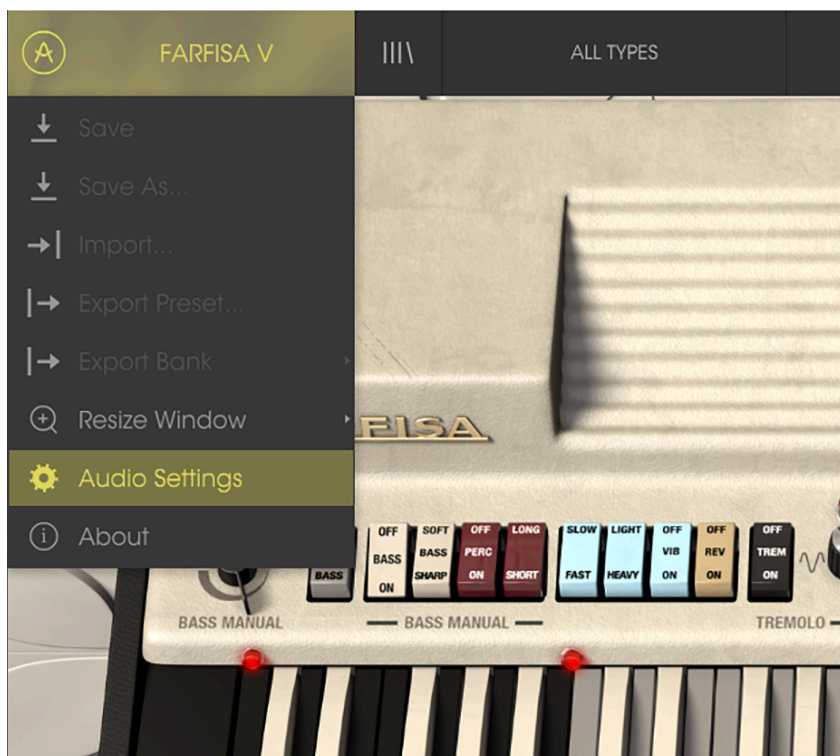 FARFISA V
ALL TYPES
Save
Save As...
Import...
Export Preset...
Export Bank
Resize Window
Audio Settings
About
FISA
BASS
OFF
BASS
ON
SOFT
BASS
SHARP
OFF
PERC
ON
LONG
SHORT
SLOW
FAST
LIGHT
HEAVY
OFF
VIB
ON
OFF
REV
ON
OFF
TREM
ON
BASS MANUAL
BASS MANUAL
TREMOLO